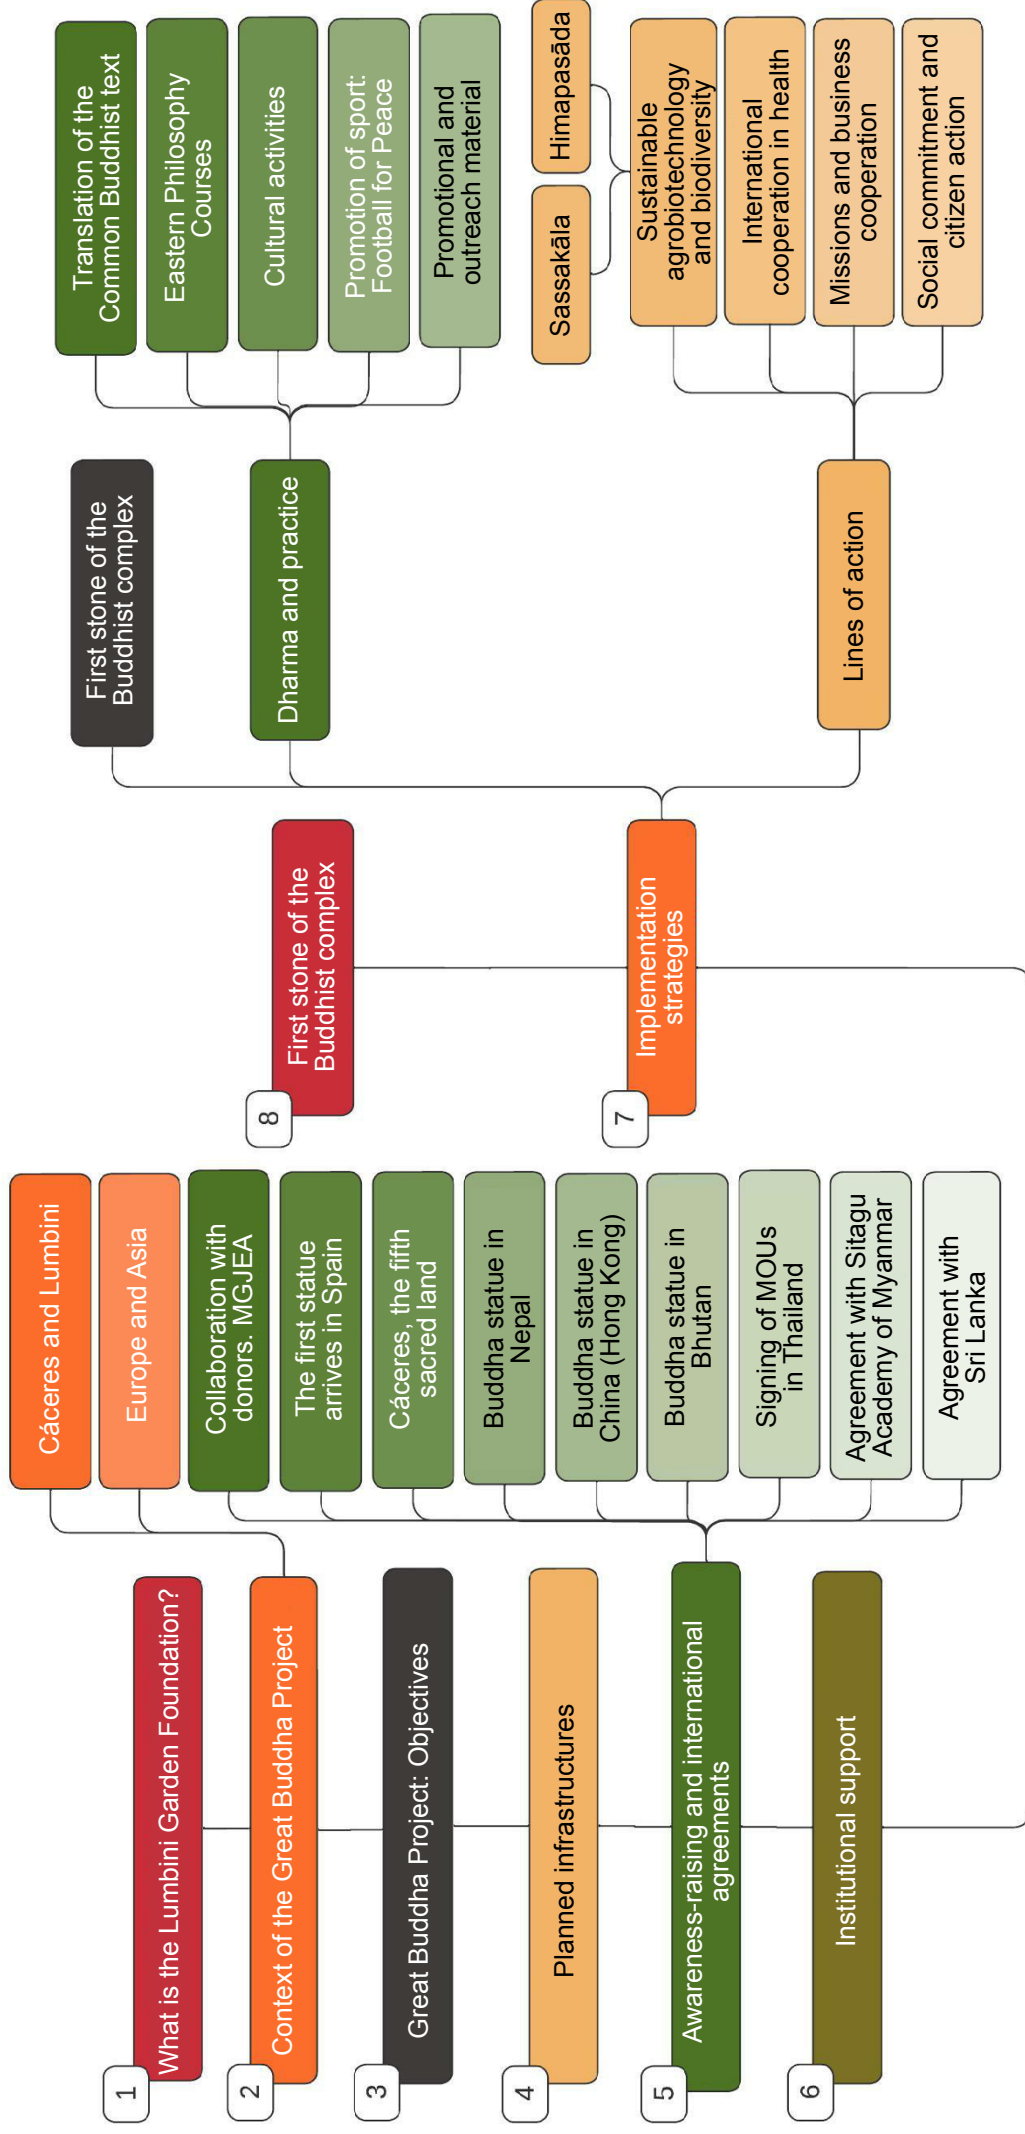 1
What is the Lumbini Garden Foundation?
2
Context of the Great Buddha Project
Cáceres and Lumbini
Europe and Asia
3
Great Buddha Project: Objectives
4
Planned infrastructures
5
Awareness-raising and international
agreements
Collaboration with
donors. MGJEA
The first statue
arrives in Spain
Cáceres, the fifth
sacred land
Buddha statue in
Nepal
Buddha statue in
China (Hong Kong)
Buddha statue in
Bhutan
Signing of MOUs
in Thailand
Agreement with Sitagu
Academy of Myanmar
Agreement with
Sri Lanka
6
Institutional support
8
First stone of the
Buddhist complex
7
Implementation
strategies
First stone of the
Buddhist complex
Dharma and practice
Translation of the
Common Buddhist text
Eastern Philosophy
Courses
Cultural activities
Promotion of sport:
Football for Peace
Promotional and
outreach material
Lines of action
Sassakāla
Himapasāda
Sustainable
agrobiotechnology
and biodiversity
International
cooperation in health
Missions and business
cooperation
Social commitment and
citizen action